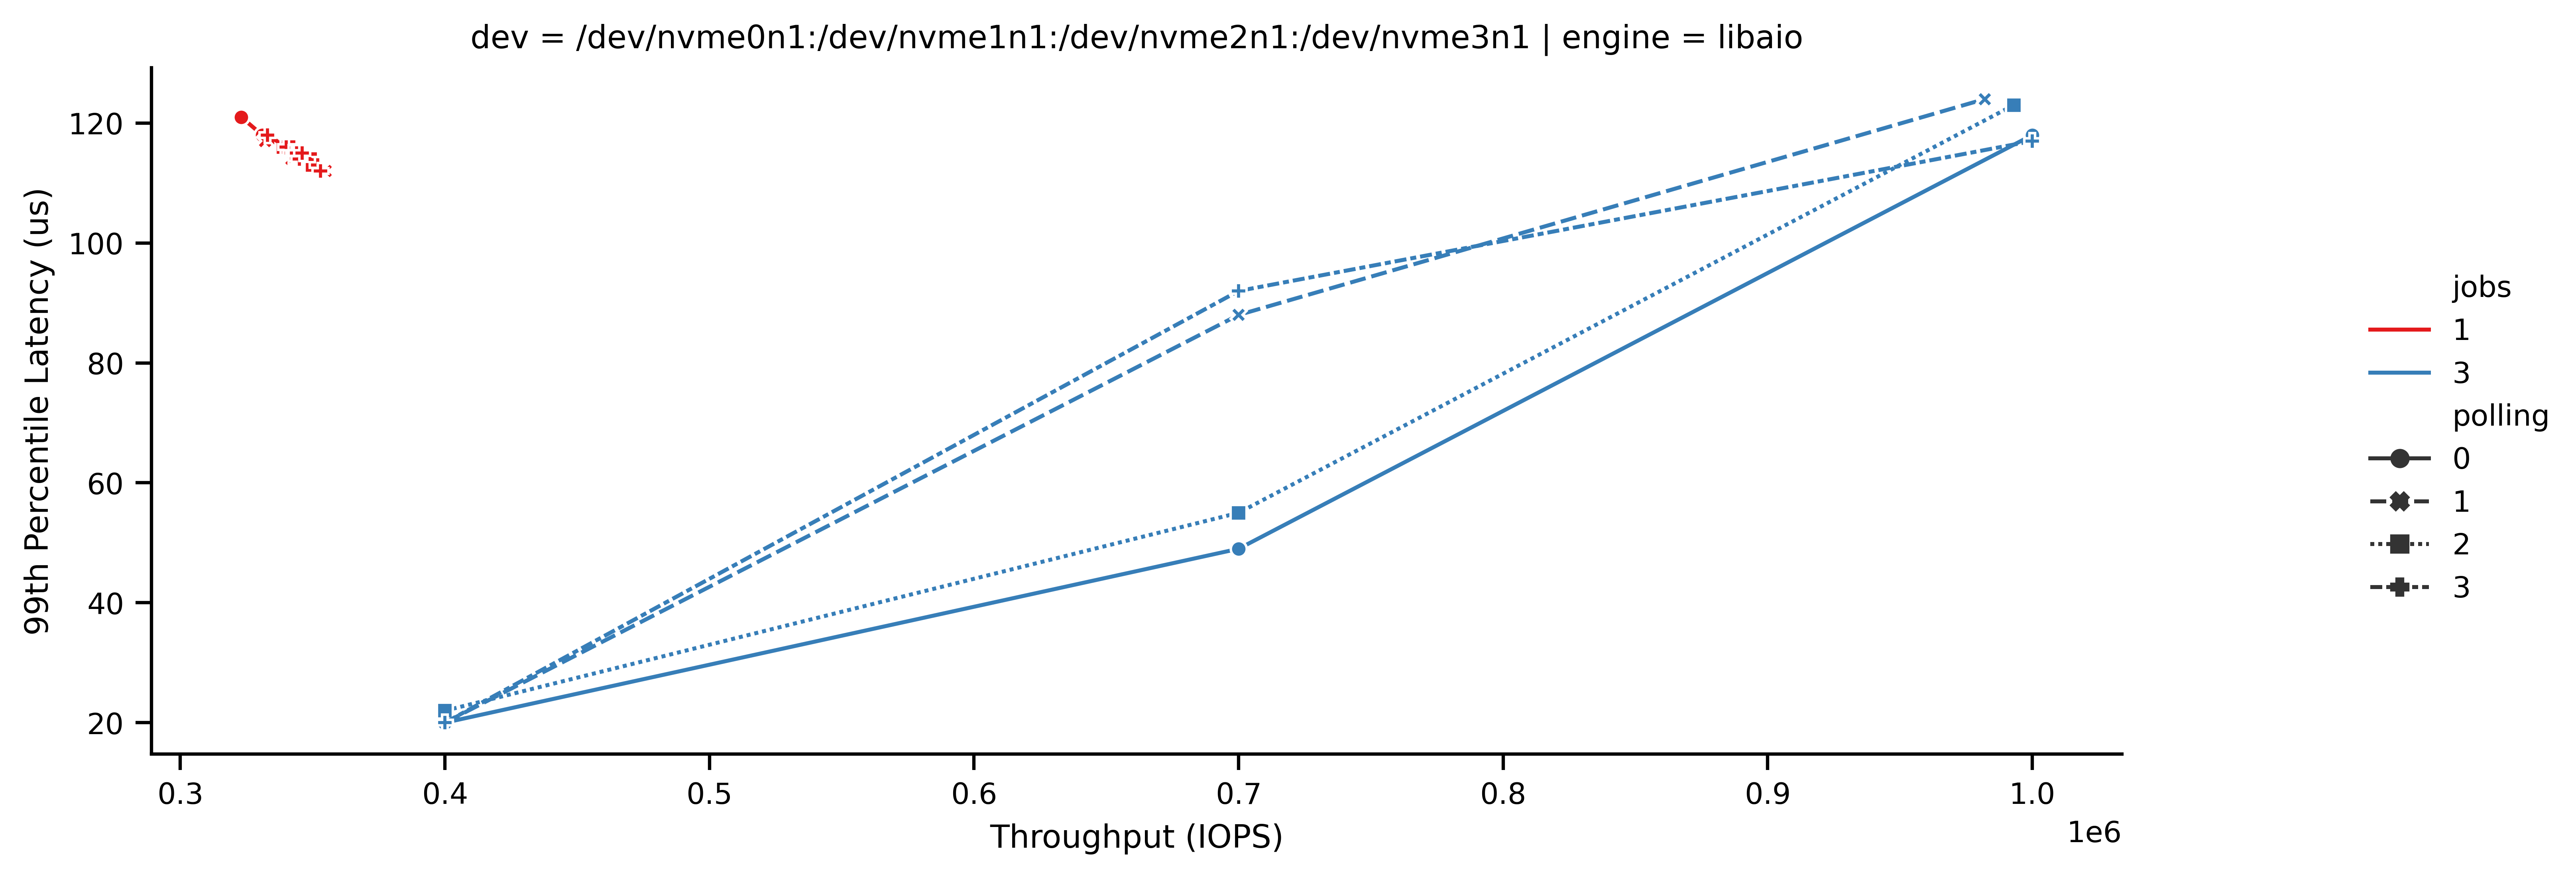 dev = /dev/nvme0n1:/dev/nvme1n1:/dev/nvme2n1:/dev/nvme3n1 | engine = libaio
99th Percentile Latency (us)
120
100
80
60
40
20
0.3 0.4 0.5 0.6 0.7 0.8 0.9 1.0
1e6
Throughput (IOPS)
jobs
1
3
polling
0
1
2
3